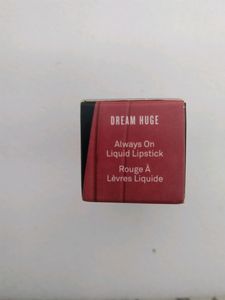 DREAM HUGE
Always On
Liquid Lipstick
Rouge À
Lèvres Liquide